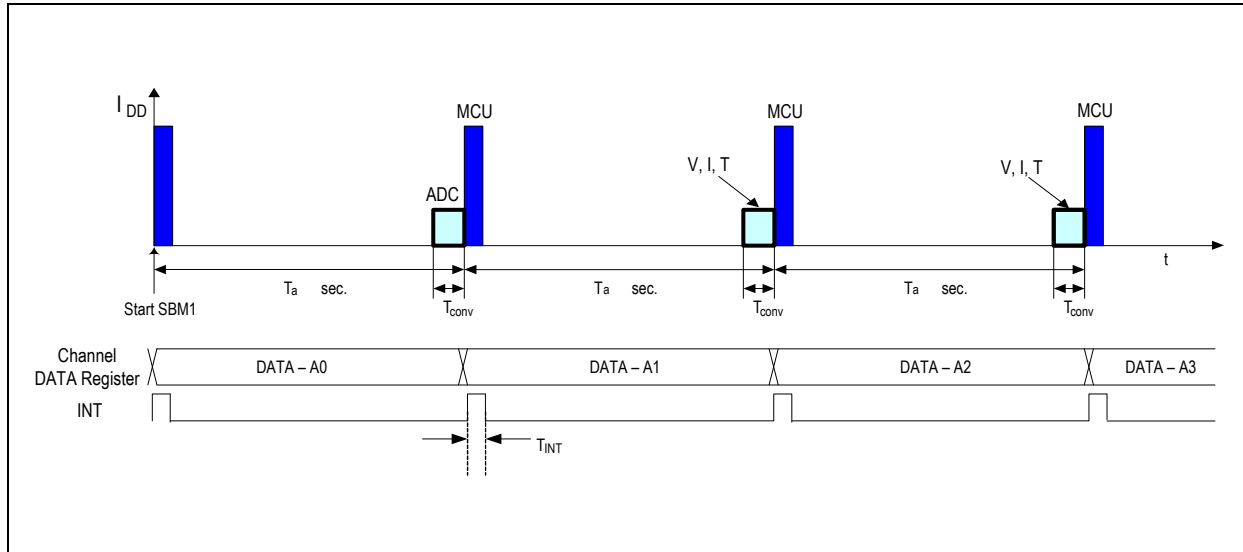 I DD
MCU
MCU
MCU
V, I, T
V, I, T
ADC
t
Ta sec.
Ta sec.
Ta sec.
Start SBM1
Tconv
Tconv
Tconv
Channel
DATA Register
DATA – A0
DATA – A1
DATA – A2
DATA – A3
INT
TINT